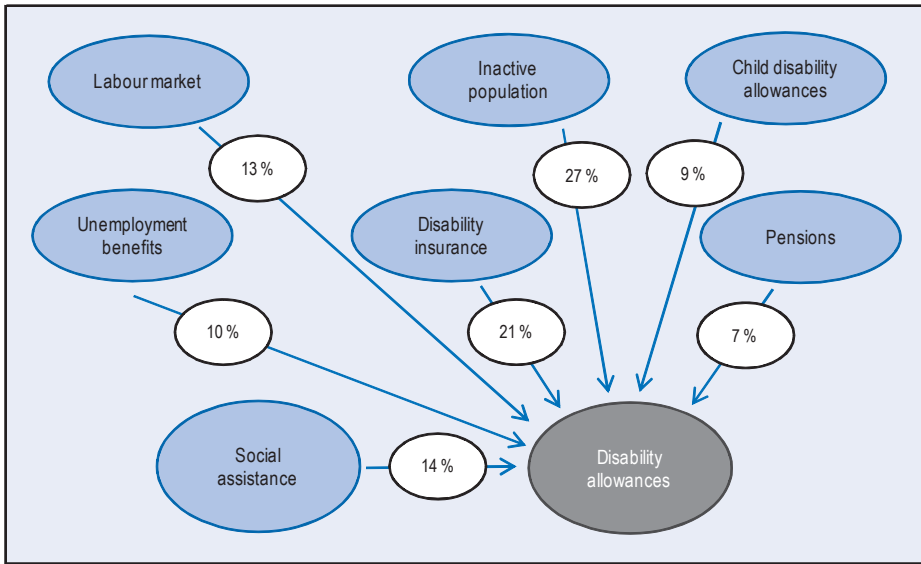 Labour market
Inactive
population
Child disability
allowances
13 %
27 %
9 %
Unemployment
benefits
Disability
insurance
Pensions
10 %
21 %
7 %
Social
assistance
14 %
Disability
allowances